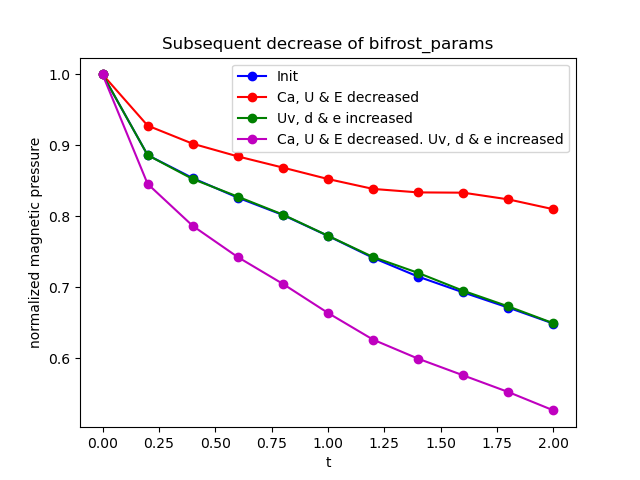 Subsequent decrease of bifrost_params
Init
Ca, U & E decreased
Uv, d & e increased
Ca, U & E decreased. Uv, d & e increased
normalized magnetic pressure
1.0
0.9
0.8
0.7
0.6
0.00 0.25 0.50 0.75 1.00 1.25 1.50 1.75 2.00
t